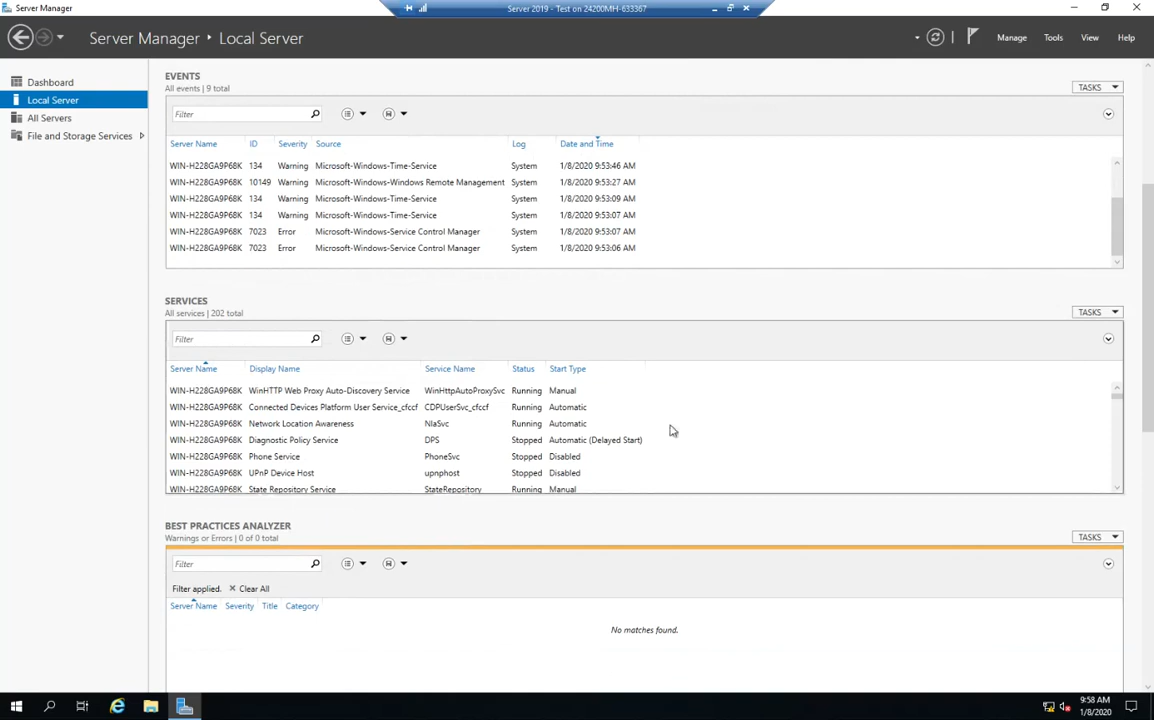 Server Manager
Server 2019 - Test on 24200MH-633367
Server Manager ‣ Local Server
Manage Tools View Help
Dashboard
Local Server
All Servers
File and Storage Services
EVENTS
All events | 9 total
TASKS
Filter
Server Name ID Severity Source Log Date and Time
WIN-H228GA9P68K 134 Warning Microsoft-Windows-Time-Service System 1/8/2020 9:53:46 AM
WIN-H228GA9P68K 10149 Warning Microsoft-Windows-Windows Remote Management System 1/8/2020 9:53:27 AM
WIN-H228GA9P68K 134 Warning Microsoft-Windows-Time-Service System 1/8/2020 9:53:09 AM
WIN-H228GA9P68K 134 Warning Microsoft-Windows-Time-Service System 1/8/2020 9:53:07 AM
WIN-H228GA9P68K 7023 Error Microsoft-Windows-Service Control Manager System 1/8/2020 9:53:07 AM
WIN-H228GA9P68K 7023 Error Microsoft-Windows-Service Control Manager System 1/8/2020 9:53:06 AM
SERVICES
All services | 202 total
TASKS
Filter
Server Name Display Name Service Name Status Start Type
WIN-H228GA9P68K WinHTTP Web Proxy Auto-Discovery Service WinHttpAutoProxySvc Running Manual
WIN-H228GA9P68K Connected Devices Platform User Service_cfccf CDPUserSvc_cfccf Running Automatic
WIN-H228GA9P68K Network Location Awareness NlaSvc Running Automatic
WIN-H228GA9P68K Diagnostic Policy Service DPS Stopped Automatic (Delayed Start)
WIN-H228GA9P68K Phone Service PhoneSvc Stopped Disabled
WIN-H228GA9P68K UPnP Device Host upnphost Stopped Disabled
WIN-H228GA9P68K State Repository Service StateRepository Running Manual
BEST PRACTICES ANALYZER
Warnings or Errors | 0 of 0 total
TASKS
Filter
Filter applied. × Clear All
Server Name Severity Title Category
No matches found.
9:58 AM
1/8/2020